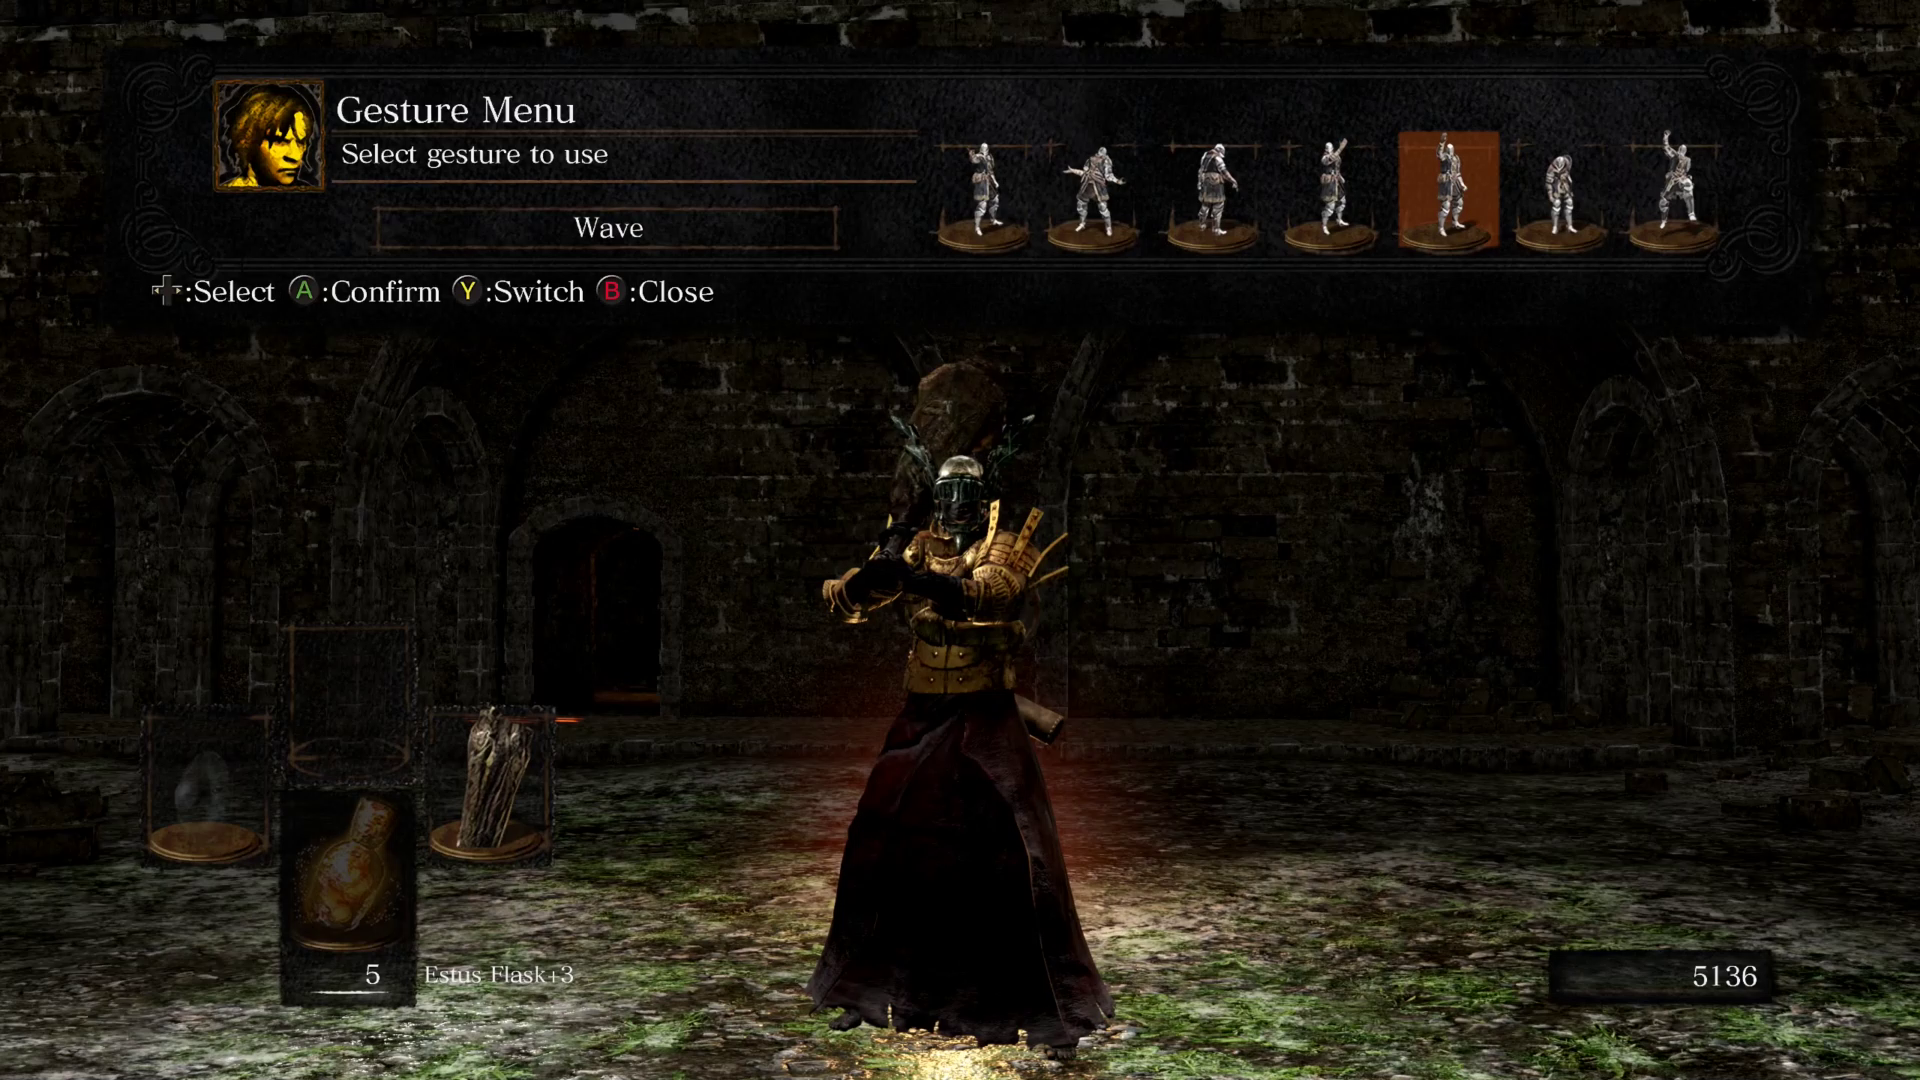 Gesture Menu
Select gesture to use
Wave
:Select A:Confirm Y:Switch B:Close
5 Estus Flask+3
5136